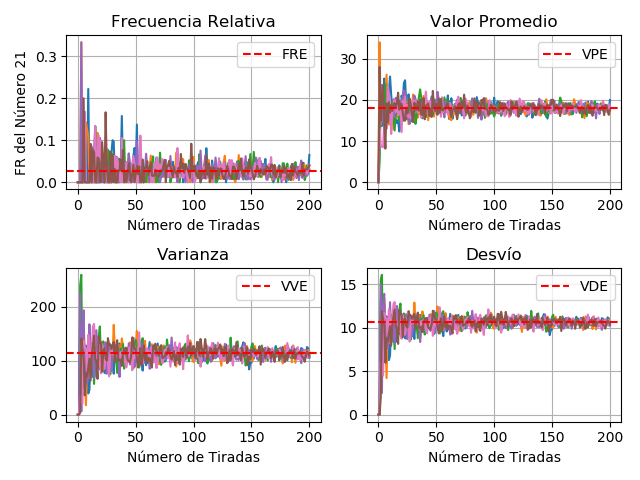 Frecuencia Relativa
FR del Número 21
0.3
0.2
0.1
0.0
FRE
0 50 100 150 200
Número de Tiradas
Valor Promedio
30
20
10
0
VPE
0 50 100 150 200
Número de Tiradas
Varianza
200
100
0
VVE
0 50 100 150 200
Número de Tiradas
Desvío
15
10
5
0
VDE
0 50 100 150 200
Número de Tiradas